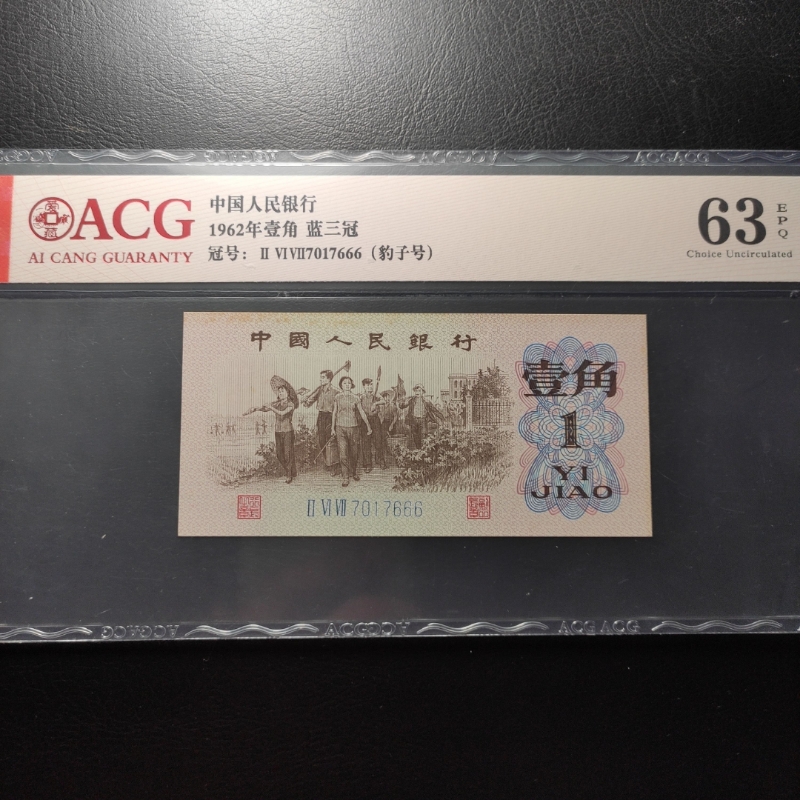 ACG
AI CANG GUARANTY
中国人民银行
1962年壹角 蓝三冠
冠号：Ⅱ ⅥⅦ7017666（豹子号）
63
EPQ
Choice Uncirculated
中國人民銀行
壹角
1
YI
JIAO
Ⅱ Ⅵ Ⅶ 7017666